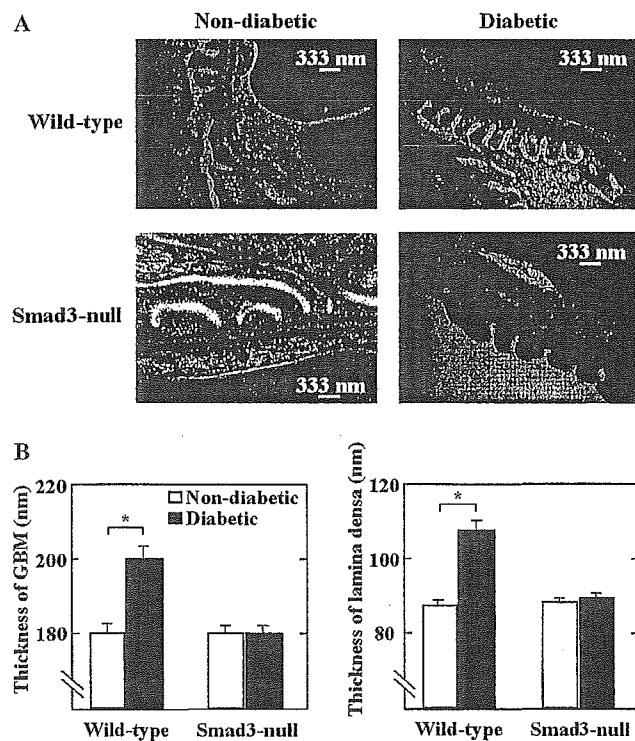 A
Non-diabetic
Diabetic
Wild-type
333 nm
333 nm
Smad3-null
333 nm
333 nm
B
Thickness of GBM (nm)
220
200
180
Non-diabetic
Diabetic
*
Wild-type
Smad3-null
Thickness of lamina densa (nm)
120
100
80
*
Wild-type
Smad3-null